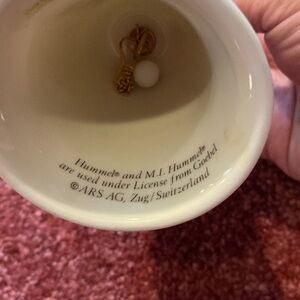 Hummel® and M.I. Hummel®
are used under License from Goebel
© ARS AG, Zug/Switzerland